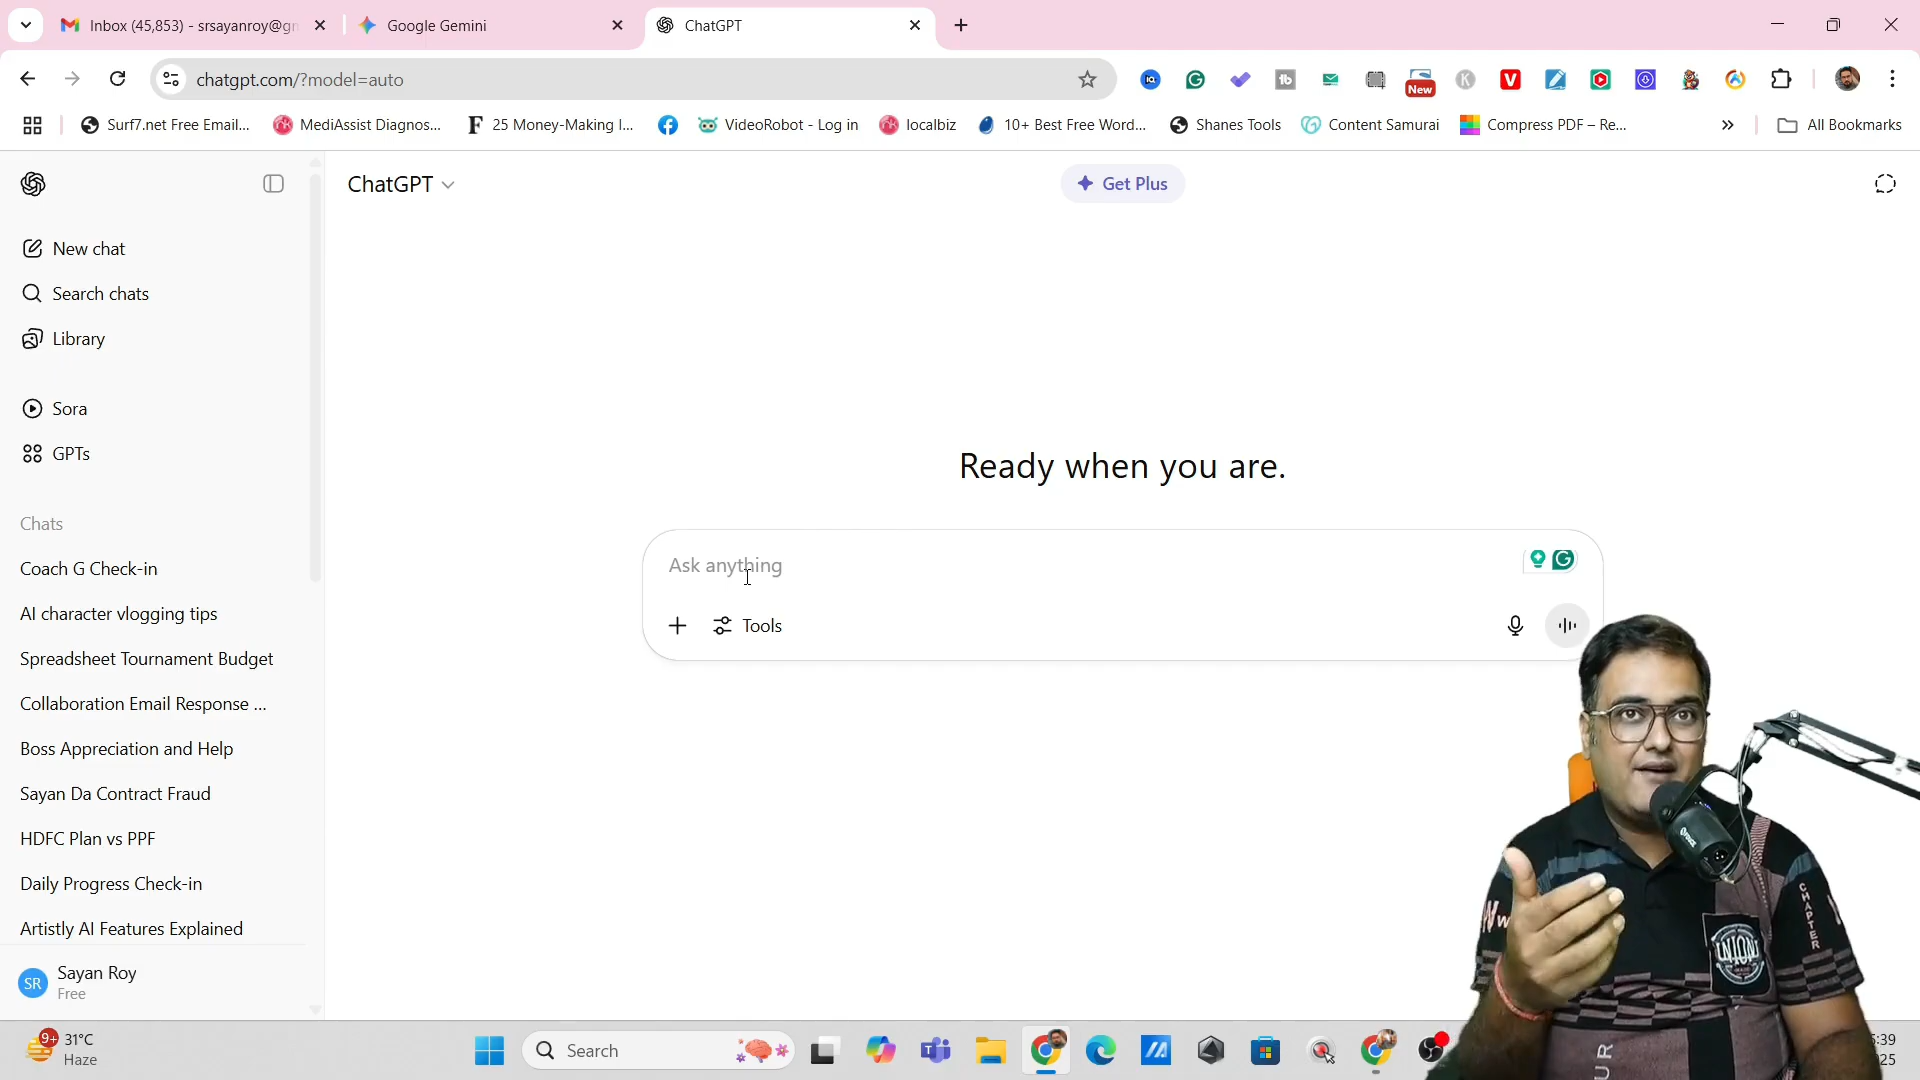 Inbox (45,853) - srsayanroy@gm
Google Gemini
ChatGPT
chatgpt.com/?model=auto
New
Surf7.net Free Email...
MediAssist Diagnos...
25 Money-Making I...
VideoRobot - Log in
localbiz
10+ Best Free Word...
Shanes Tools
Content Samurai
Compress PDF – Re...
All Bookmarks
ChatGPT
Get Plus
New chat
Search chats
Library
Sora
GPTs
Chats
Coach G Check-in
AI character vlogging tips
Spreadsheet Tournament Budget
Collaboration Email Response ...
Boss Appreciation and Help
Sayan Da Contract Fraud
HDFC Plan vs PPF
Daily Progress Check-in
Artistly AI Features Explained
SR
Sayan Roy
Free
Ready when you are.
Ask anything
Tools
CHAPTER
UNION
9+
31°C
Haze
Search
:39
25